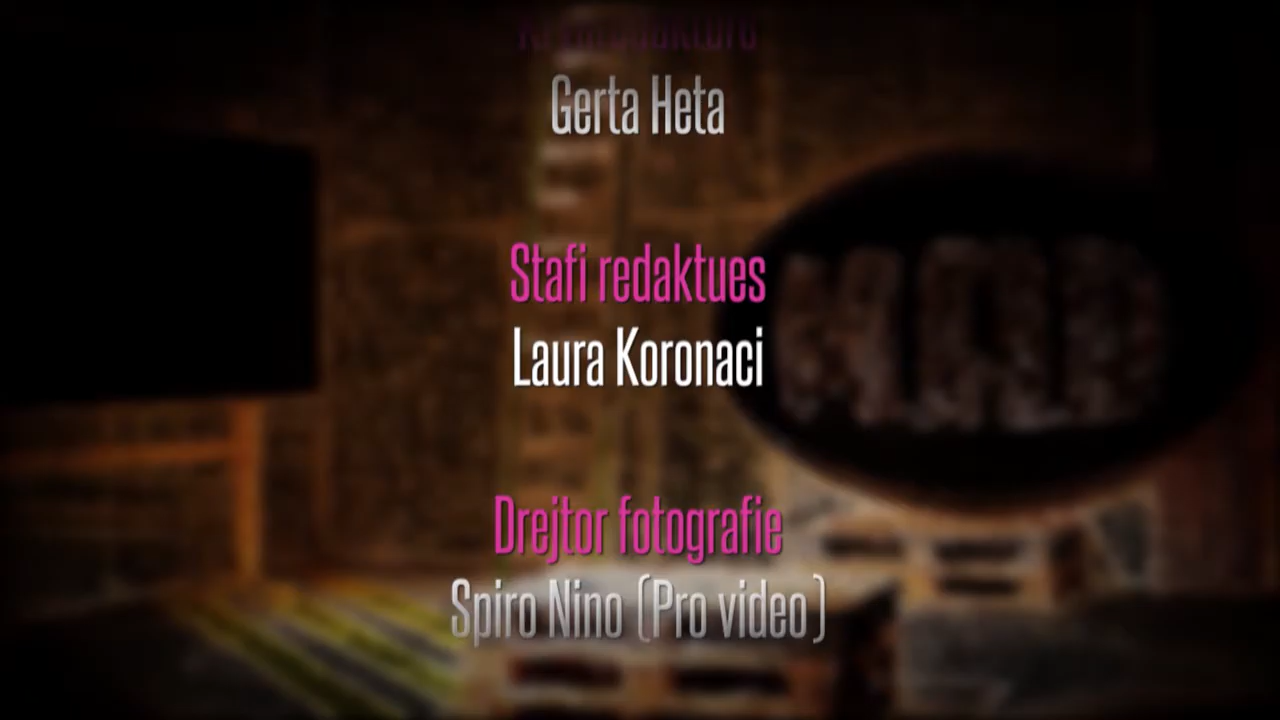 Gerta Heta
Stafi redaktues
Laura Koronaci
Drejtor fotografie
Spiro Nino (Pro video)